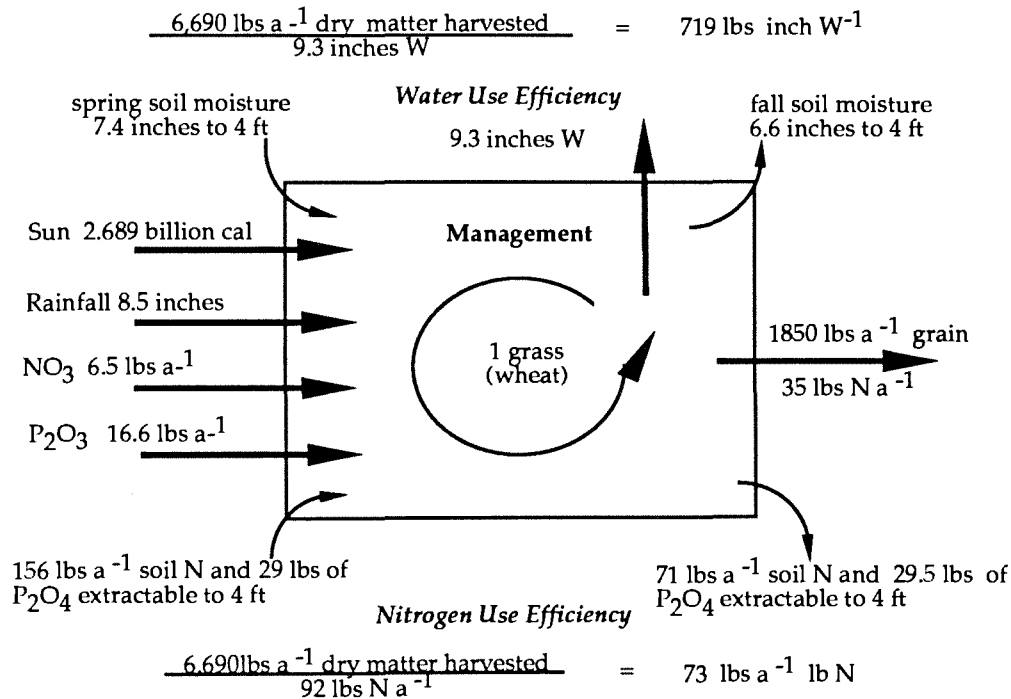 6,690 lbs a -1 dry matter harvested
9.3 inches W
= 719 lbs inch W-1
Water Use Efficiency
spring soil moisture
7.4 inches to 4 ft
9.3 inches W
fall soil moisture
6.6 inches to 4 ft
Sun 2.689 billion cal
Management
Rainfall 8.5 inches
NO3 6.5 lbs a-1
P2O3 16.6 lbs a-1
1 grass
(wheat)
1850 lbs a -1 grain
35 lbs N a -1
156 lbs a -1 soil N and 29 lbs of
P2O4 extractable to 4 ft
71 lbs a -1 soil N and 29.5 lbs of
P2O4 extractable to 4 ft
Nitrogen Use Efficiency
6,690lbs a -1 dry matter harvested
92 lbs N a -1
= 73 lbs a -1 lb N